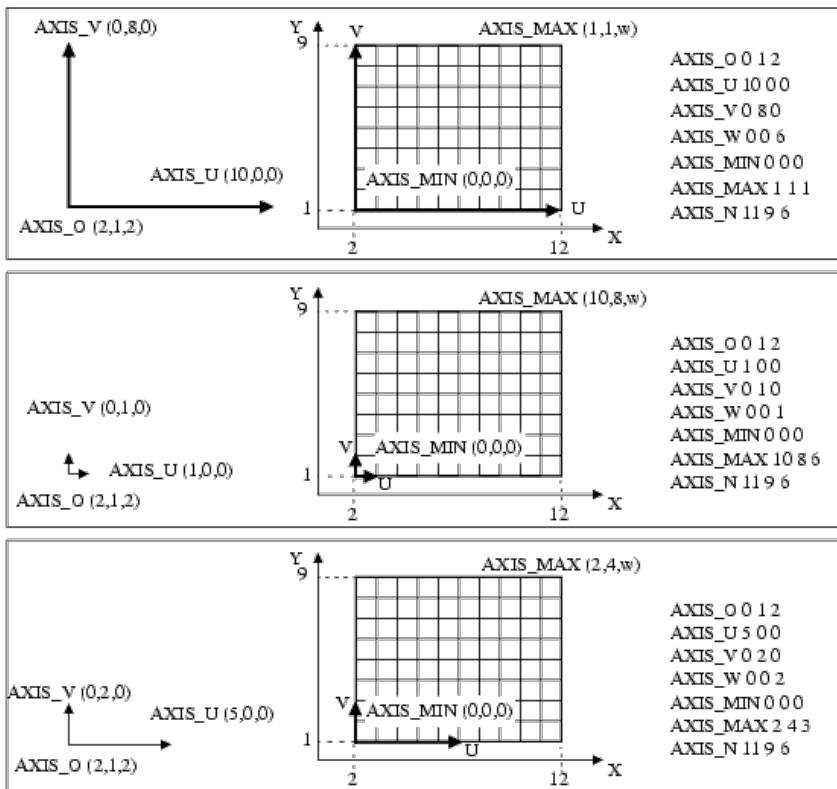 AXIS_V (0,8,0)
AXIS_U (10,0,0)
AXIS_O (2,1,2)
Y
9
V
AXIS_MAX (1,1,w)
AXIS_MIN (0,0,0)
1
U
2
12
X
AXIS_O 0 1 2
AXIS_U 10 0 0
AXIS_V 0 8 0
AXIS_W 0 0 6
AXIS_MIN 0 0 0
AXIS_MAX 1 1 1
AXIS_N 11 9 6
AXIS_V (0,1,0)
AXIS_U (1,0,0)
AXIS_O (2,1,2)
Y
9
AXIS_MAX (10,8,w)
V
AXIS_MIN (0,0,0)
1
U
2
12
X
AXIS_O 0 1 2
AXIS_U 1 0 0
AXIS_V 0 1 0
AXIS_W 0 0 1
AXIS_MIN 0 0 0
AXIS_MAX 10 8 6
AXIS_N 11 9 6
AXIS_V (0,2,0)
AXIS_U (5,0,0)
AXIS_O (2,1,2)
Y
9
AXIS_MAX (2,4,w)
V
AXIS_MIN (0,0,0)
1
U
2
12
X
AXIS_O 0 1 2
AXIS_U 5 0 0
AXIS_V 0 2 0
AXIS_W 0 0 2
AXIS_MIN 0 0 0
AXIS_MAX 2 4 3
AXIS_N 11 9 6